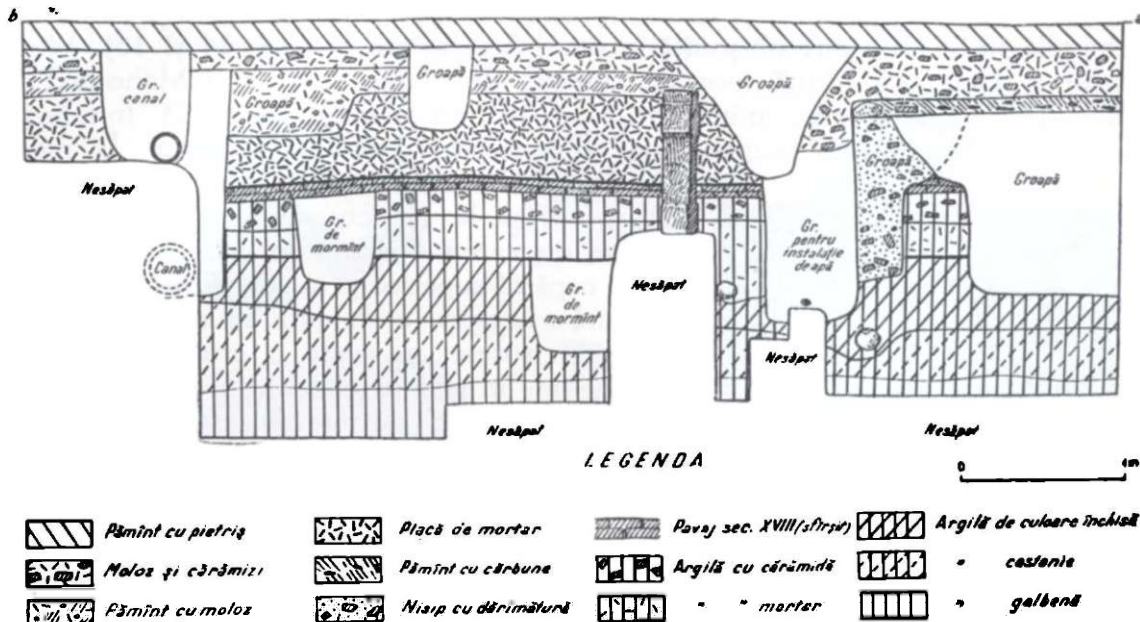 b
a
Gr. canal
Groapă
Groapă
Groapă
Groapă
Groapă
Nesăpat
Gr. de mormînt
Gr. pentru instalație de apă
Canal
Gr. de mormînt
Nesăpat
Nesăpat
Nesăpat
Nesăpat
LEGENDA
0 1m
Pămînt cu pietriș
Placă de mortar
Pavaj sec. XVIII (sfîrșit)
Argilă de culoare închisă
Moloz și cărămizi
Pămînt cu cărbune
Argilă cu cărămidă
" castanie
Pămînt cu moloz
Nisip cu dărîmătură
" " mortar
" galbenă